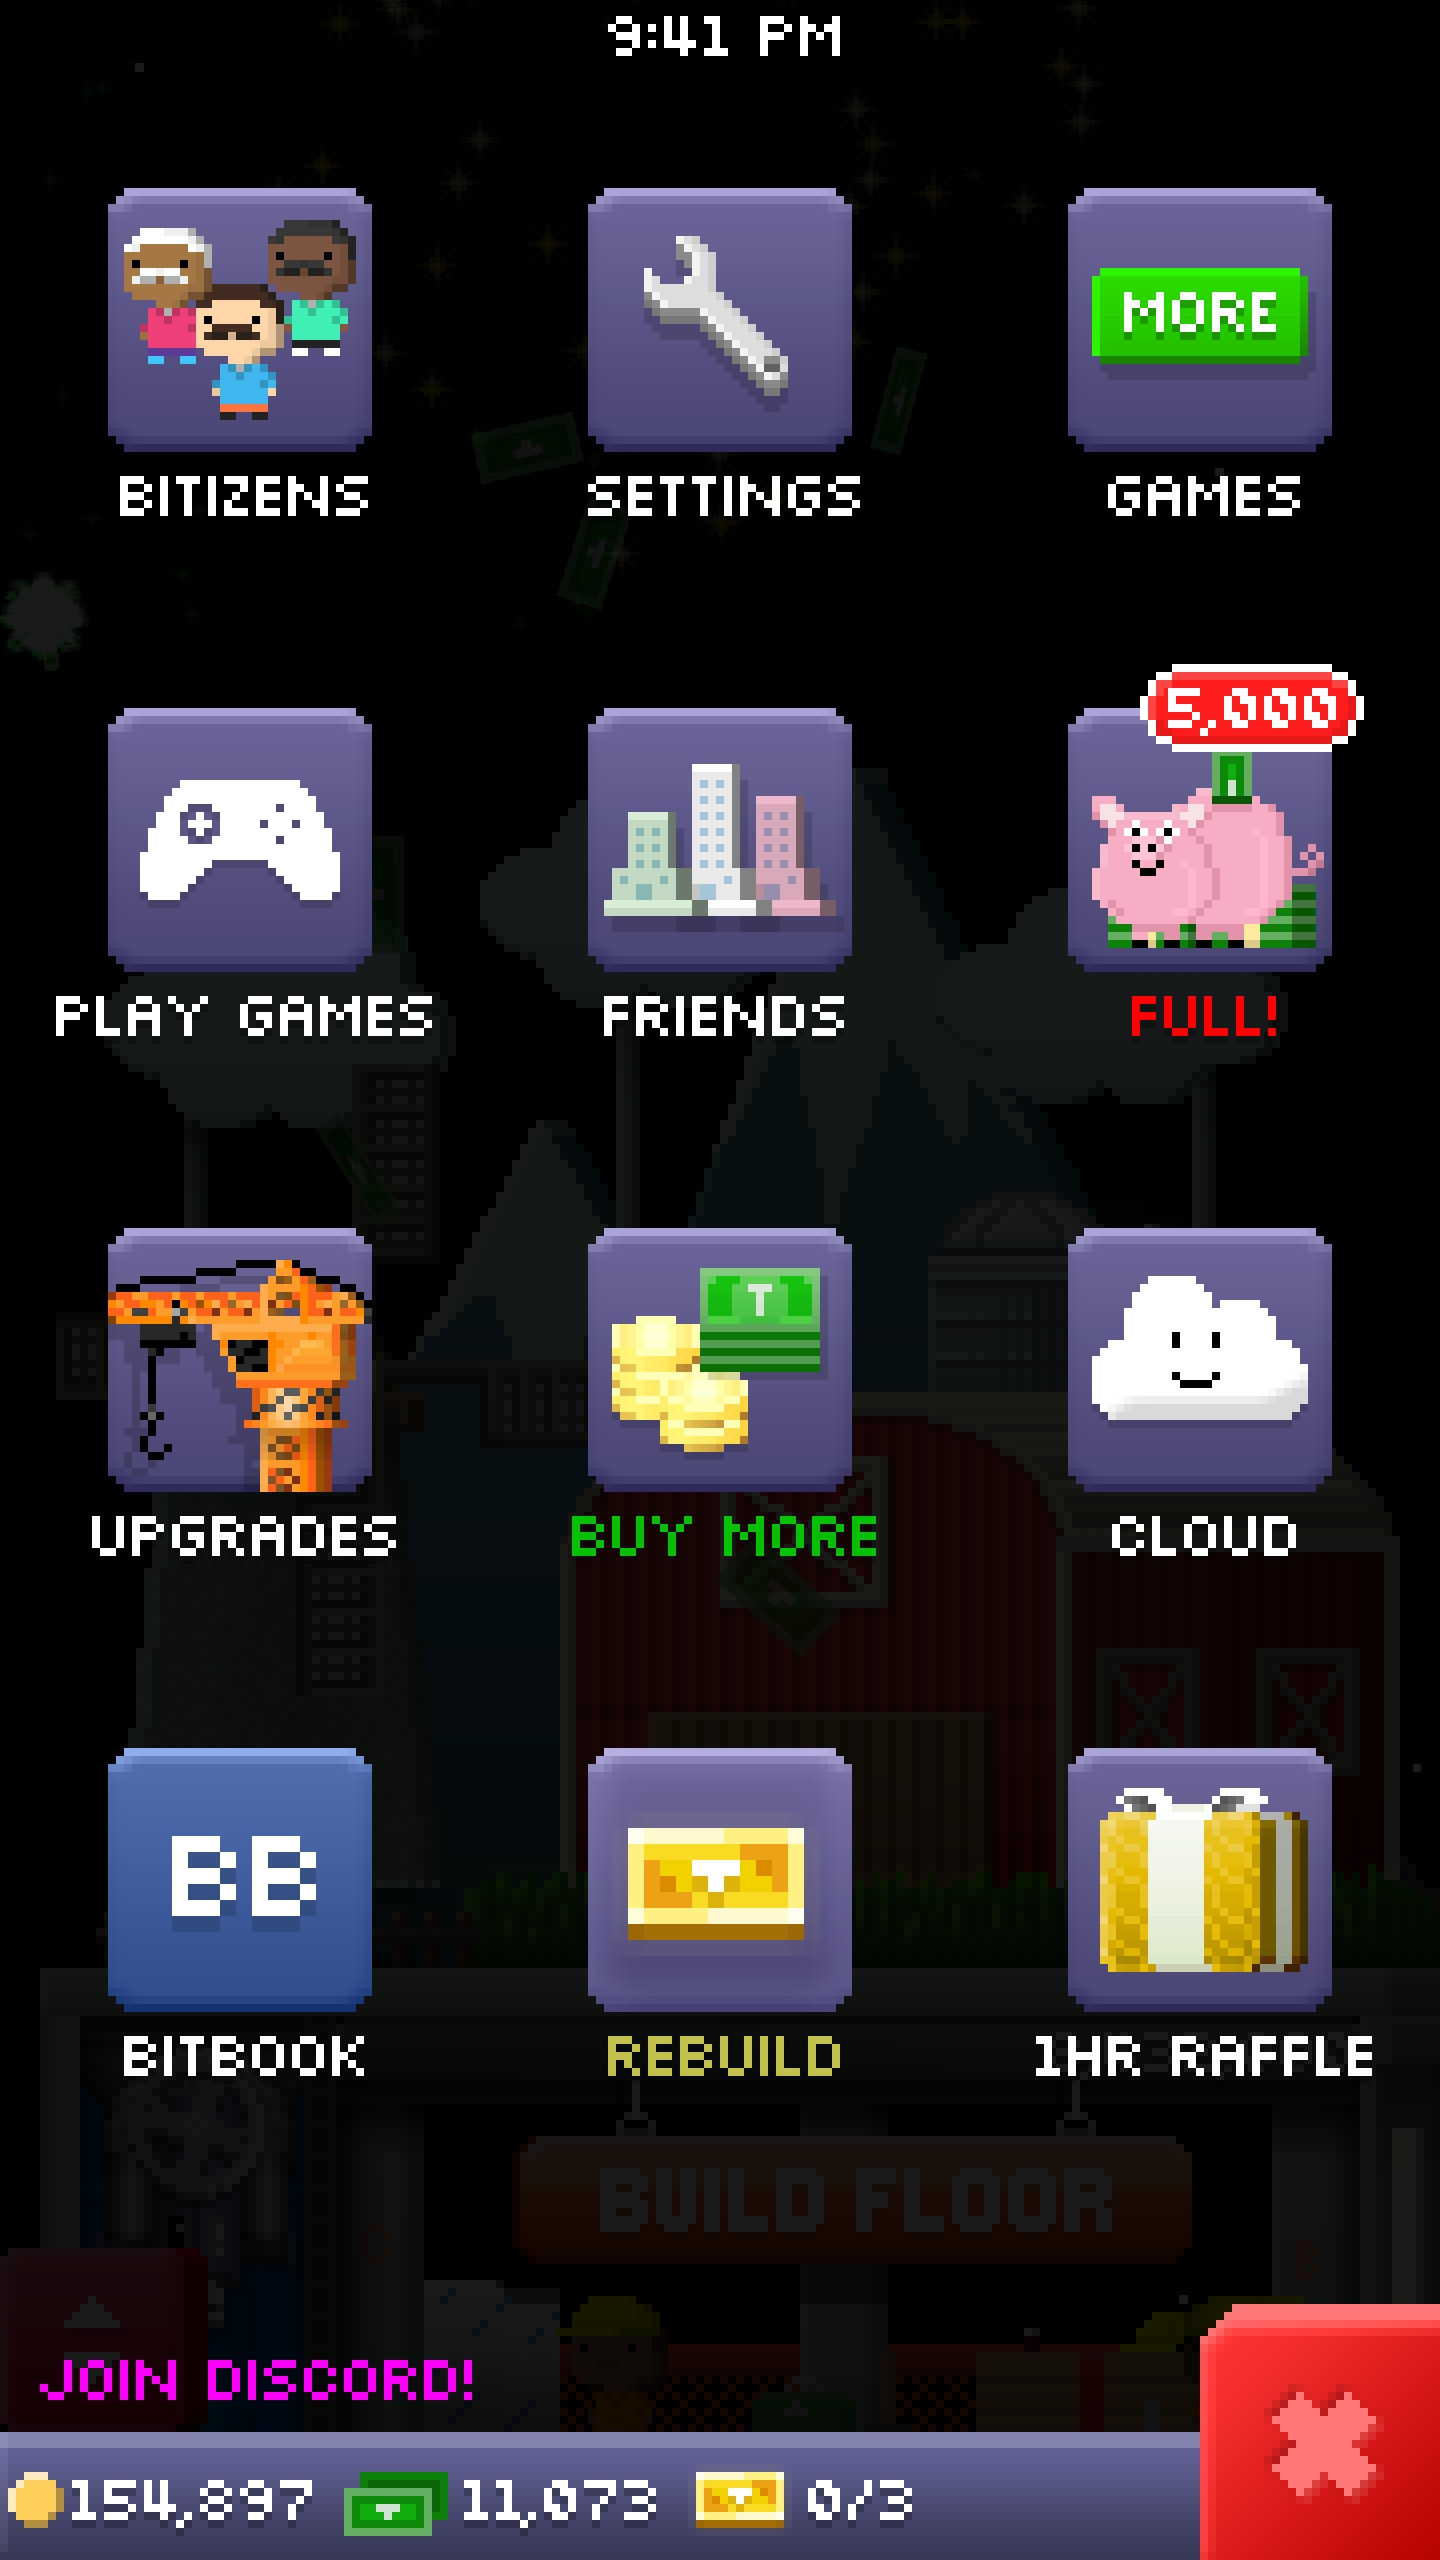 9:41 PM
MORE
BITIZENS
SETTINGS
GAMES
5,000
PLAY GAMES
FRIENDS
FULL!
T
UPGRADES
BUY MORE
CLOUD
BB
BITBOOK
REBUILD
1HR RAFFLE
BUILD FLOOR
JOIN DISCORD!
154,897
11,073
0/3